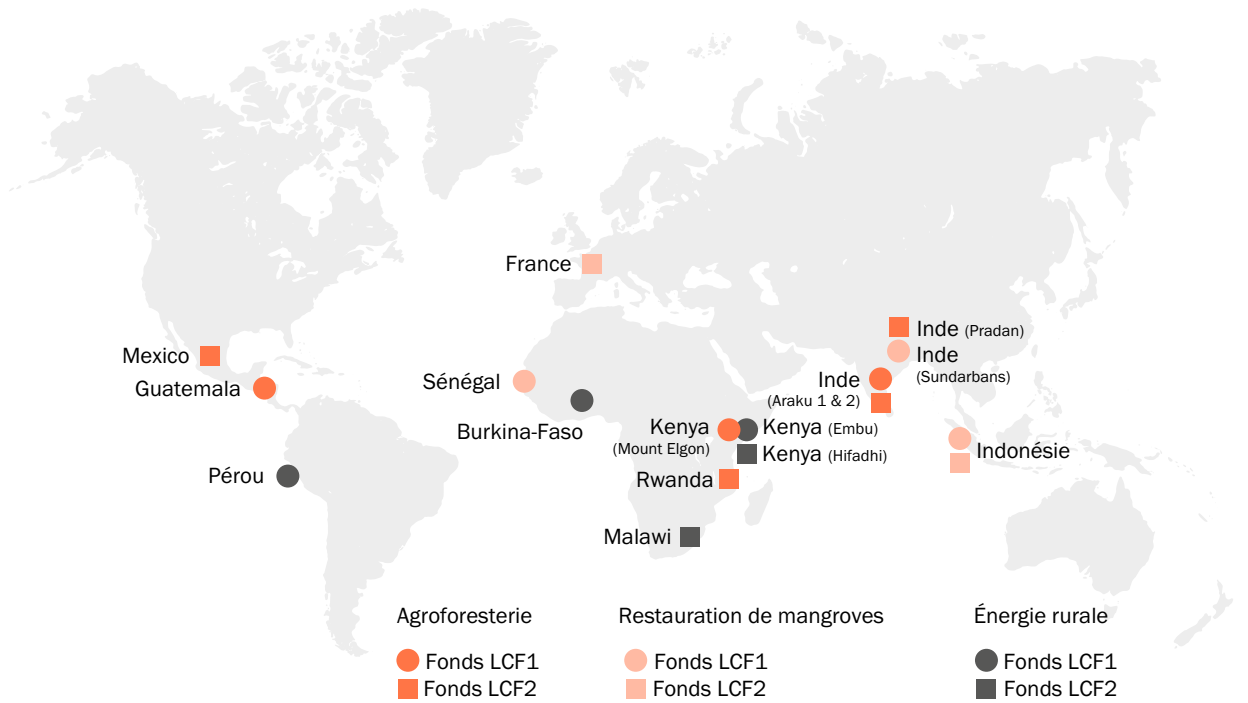 France
Inde (Pradan)
Mexico
Inde
(Sundarbans)
Guatemala
Sénégal
Inde
(Araku 1 & 2)
Burkina-Faso
Kenya
(Mount Elgon)
Kenya (Embu)
Kenya (Hifadhi)
Indonésie
Pérou
Rwanda
Malawi
Agroforesterie
Fonds LCF1
Fonds LCF2
Restauration de mangroves
Fonds LCF1
Fonds LCF2
Énergie rurale
Fonds LCF1
Fonds LCF2